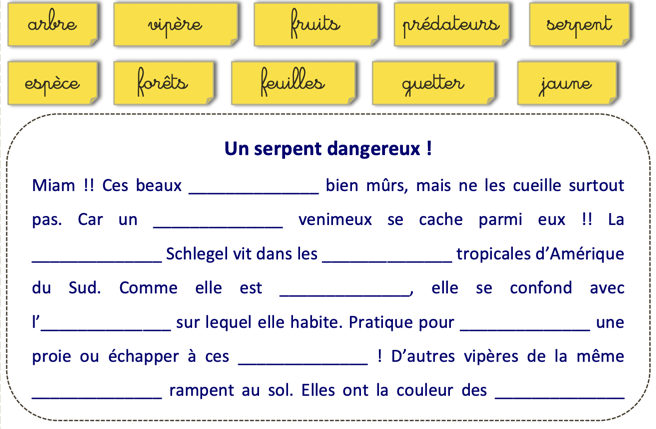 arbre vipère fruits prédateurs serpent
espèce forêts feuilles guetter jaune
Un serpent dangereux !
Miam !! Ces beaux ______________ bien mûrs, mais ne les cueille surtout
pas. Car un ______________ venimeux se cache parmi eux !! La
______________ Schlegel vit dans les ______________ tropicales d’Amérique
du Sud. Comme elle est ______________, elle se confond avec
l’______________ sur lequel elle habite. Pratique pour ______________ une
proie ou échapper à ces ______________ ! D’autres vipères de la même
______________ rampent au sol. Elles ont la couleur des ______________